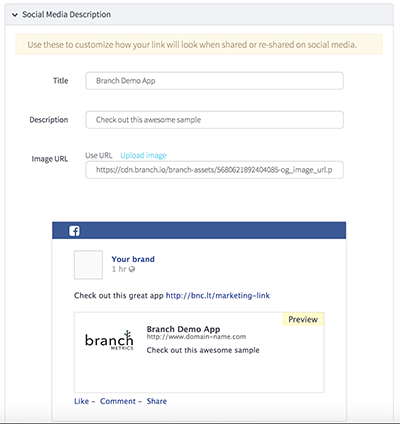 Social Media Description
Use these to customize how your link will look when shared or re-shared on social media.
Title
Branch Demo App
Description
Check out this awesome sample
Use URL Upload image
Image URL
https://cdn.branch.io/branch-assets/5680621892404085-og_image_url.p
Your brand
1 hr
Check out this great app http://bnc.lt/marketing-link
Preview
branch
METRICS
Branch Demo App
http://www.domain-name.com
Check out this awesome sample
Like – Comment – Share